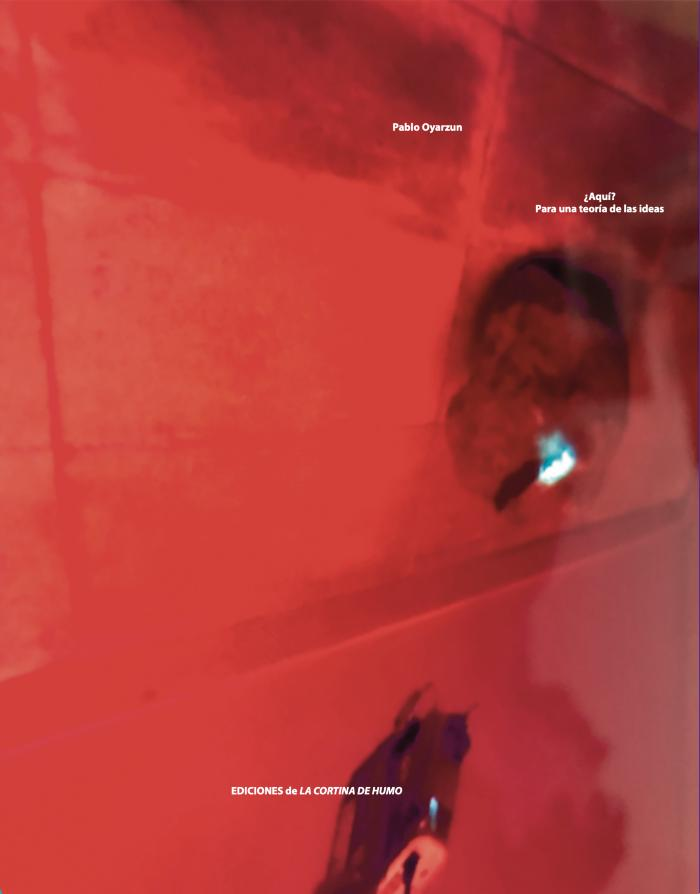 Pablo Oyarzun
¿Aquí?
Para una teoría de las ideas
EDICIONES de LA CORTINA DE HUMO